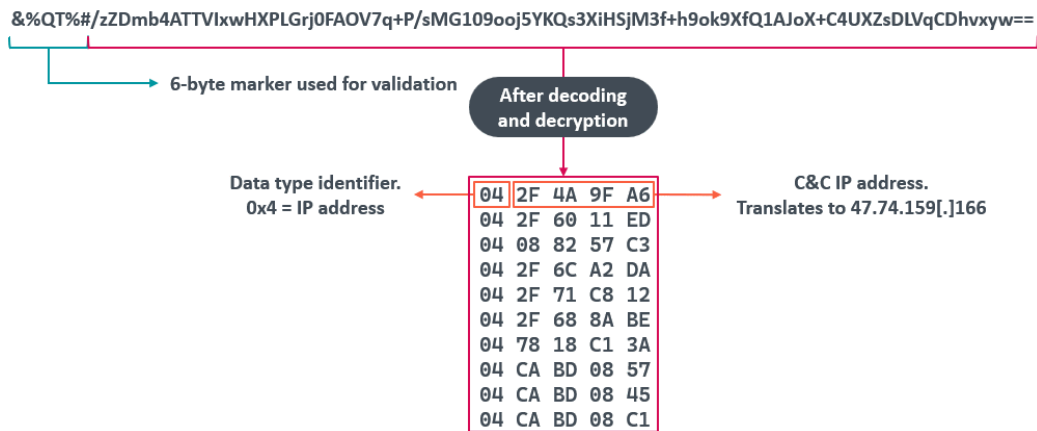 &%QT%#/zZDmb4ATTVIxwHXPLGrj0FAOV7q+P/sMG109ooj5YKQs3XiHSjM3f+h9ok9XfQ1AJoX+C4UXZsDLVqCDhvxyw==
6-byte marker used for validation
After decoding
and decryption
Data type identifier.
0x4 = IP address
04 2F 4A 9F A6
04 2F 60 11 ED
04 08 82 57 C3
04 2F 6C A2 DA
04 2F 71 C8 12
04 2F 68 8A BE
04 78 18 C1 3A
04 CA BD 08 57
04 CA BD 08 45
04 CA BD 08 C1
C&C IP address.
Translates to 47.74.159[.]166